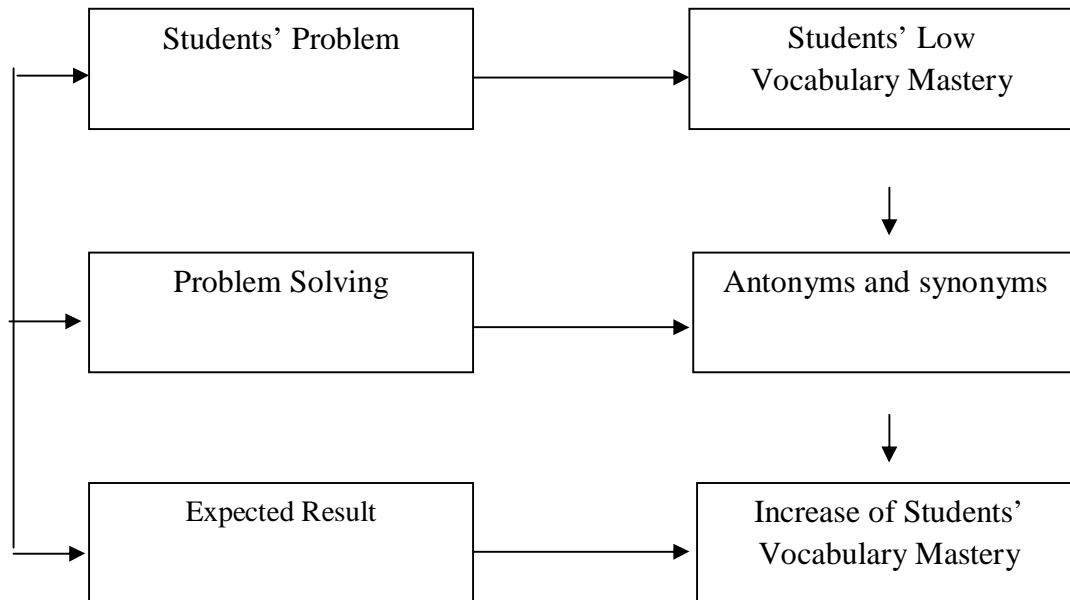 Students’ Problem
Students’ Low
Vocabulary Mastery
Problem Solving
Antonyms and synonyms
Expected Result
Increase of Students’
Vocabulary Mastery